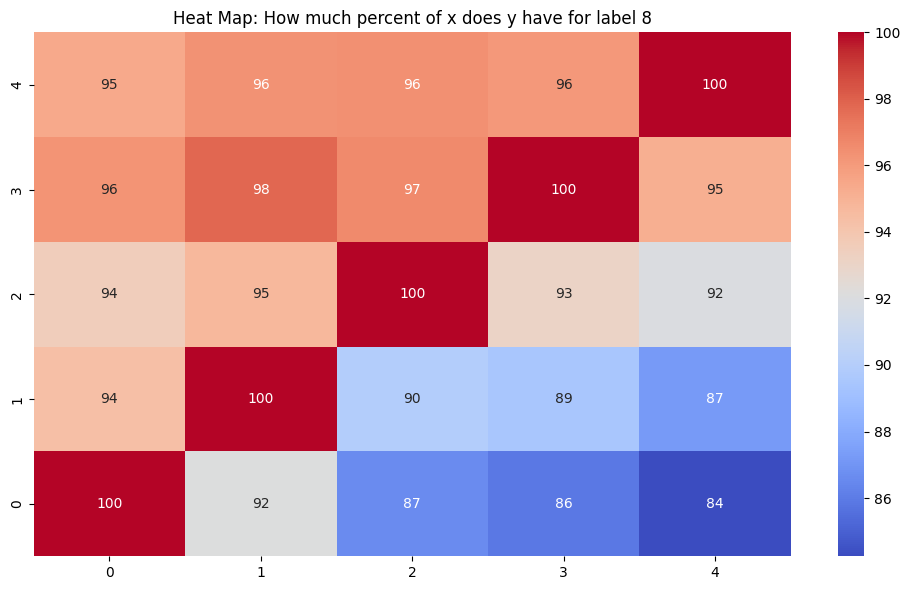 Heat Map: How much percent of x does y have for label 8
4 95 96 96 96 100
3 96 98 97 100 95
2 94 95 100 93 92
1 94 100 90 89 87
0 100 92 87 86 84
0 1 2 3 4
100
98
96
94
92
90
88
86